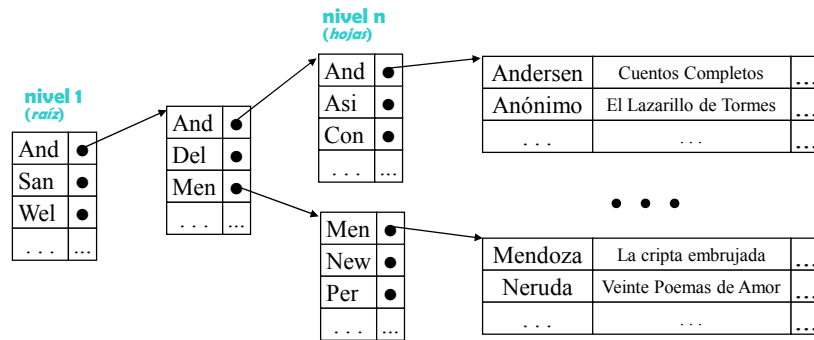 nivel 1
(raíz)
And
San
Wel
. . . ...
And
Del
Men
. . . ...
nivel n
(hojas)
And
Asi
Con
. . . ...
Men
New
Per
. . . ...
Andersen Cuentos Completos ...
Anónimo El Lazarillo de Tormes ...
. . . . . . ...
Mendoza La cripta embrujada ...
Neruda Veinte Poemas de Amor ...
. . . . . . ...